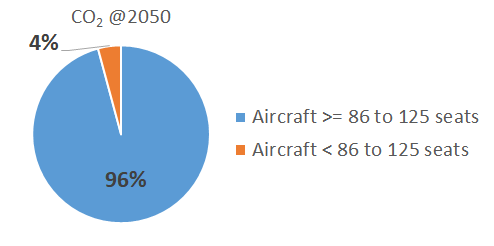 CO₂ @2050
4%
96%
Aircraft >= 86 to 125 seats
Aircraft < 86 to 125 seats